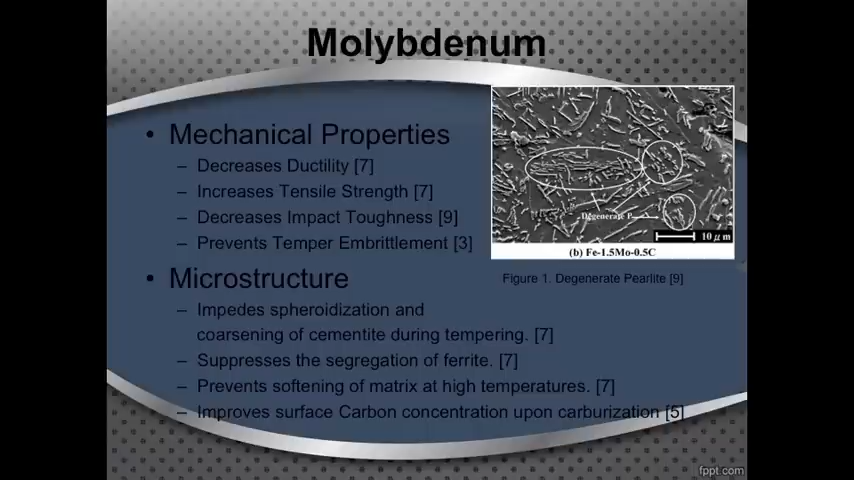 Molybdenum
• Mechanical Properties
– Decreases Ductility [7]
– Increases Tensile Strength [7]
– Decreases Impact Toughness [9]
– Prevents Temper Embrittlement [3]
Degenerate P
10 μm
(b) Fe-1.5Mo-0.5C
Figure 1. Degenerate Pearlite [9]
• Microstructure
– Impedes spheroidization and
coarsening of cementite during tempering. [7]
– Suppresses the segregation of ferrite. [7]
– Prevents softening of matrix at high temperatures. [7]
– Improves surface Carbon concentration upon carburization [5]
fppt.com